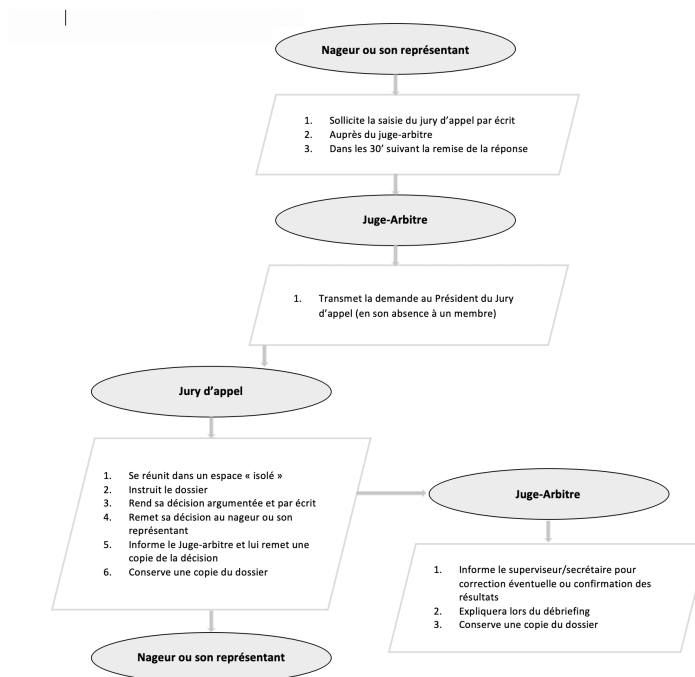 Nageur ou son représentant
1. Sollicite la saisie du jury d'appel par écrit
2. Auprès du juge-arbitre
3. Dans les 30' suivant la remise de la réponse
Juge-Arbitre
1. Transmet la demande au Président du Jury
d'appel (en son absence à un membre)
Jury d'appel
1. Se réunit dans un espace « isolé »
2. Instruit le dossier
3. Rend sa décision argumentée et par écrit
4. Remet sa décision au nageur ou son
représentant
5. Informe le Juge-arbitre et lui remet une
copie de la décision
6. Conserve une copie du dossier
Juge-Arbitre
1. Informe le superviseur/secrétaire pour
correction éventuelle ou confirmation des
résultats
2. Expliquera lors du débriefing
3. Conserve une copie du dossier
Nageur ou son représentant